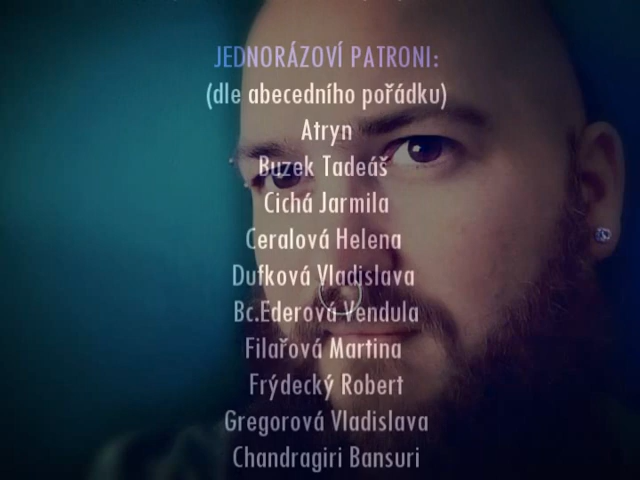 JEDNORÁZOVÍ PATRONI:
(dle abecedního pořádku)
Atryn
Buzek Tadeáš
Cichá Jarmila
Ceralová Helena
Dufková Vladislava
Bc.Ederová Vendula
Filařová Martina
Frýdecký Robert
Gregorová Vladislava
Chandragiri Bansuri